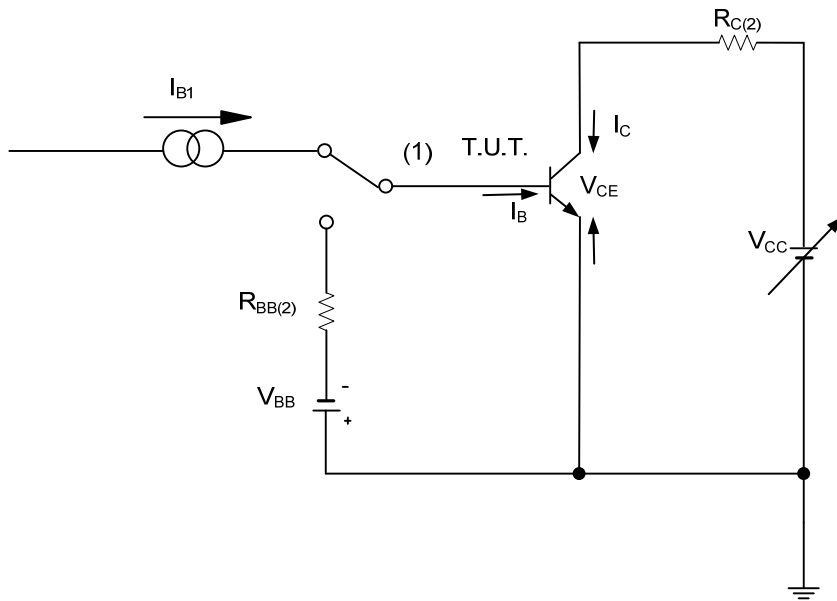 R_C(2)
I_B1
(1) T.U.T.
I_C
V_CE
I_B
V_CC
R_BB(2)
V_BB
-
+